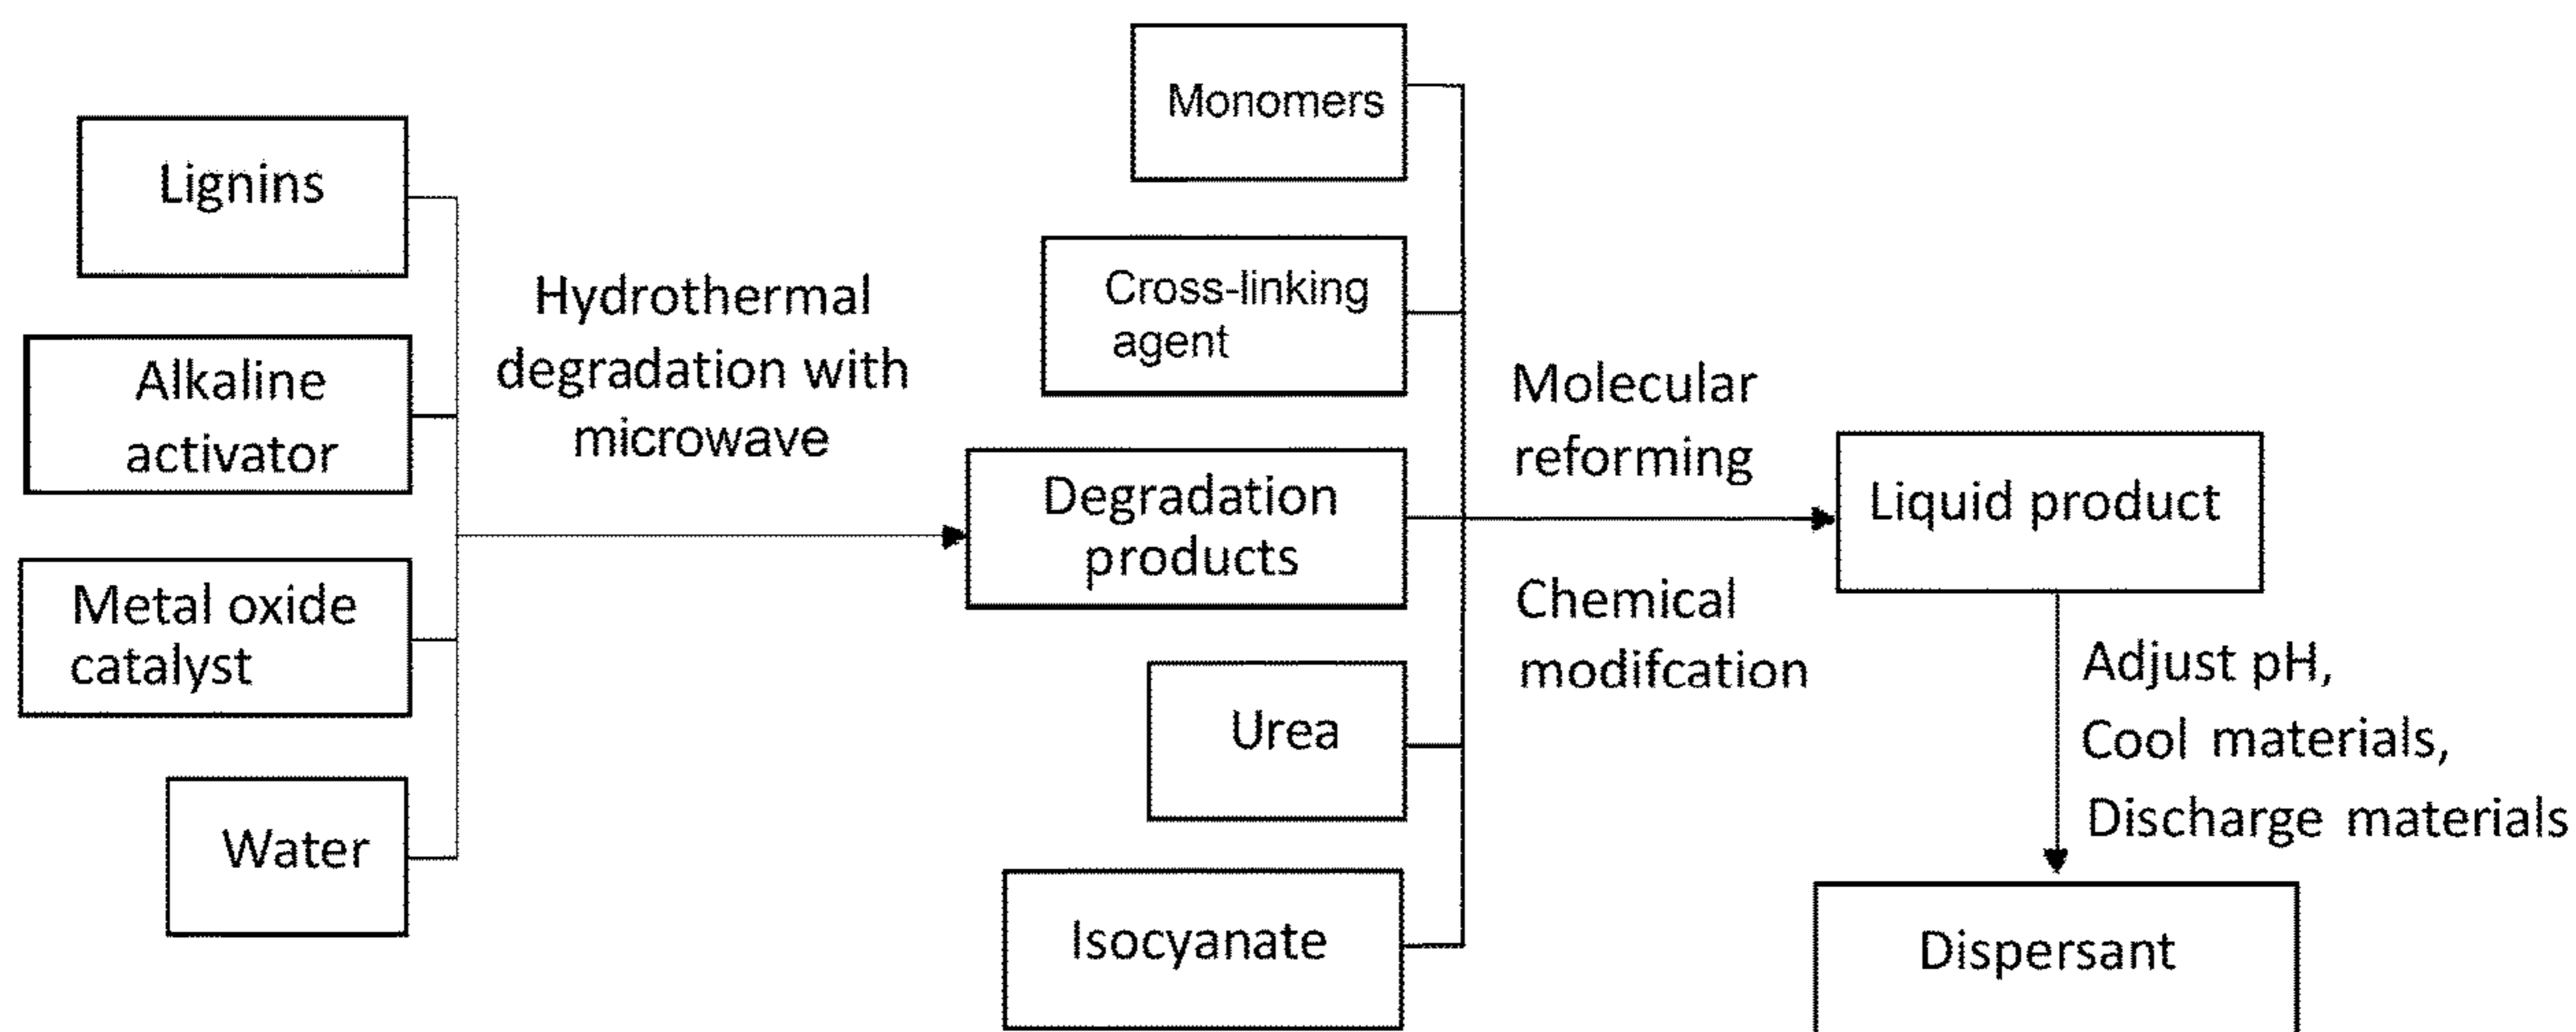 Lignins
Alkaline
activator
Metal oxide
catalyst
Water
Hydrothermal
degradation with
microwave
Monomers
Cross-linking
agent
Degradation
products
Urea
Isocyanate
Molecular
reforming
Chemical
modifcation
Liquid product
Adjust pH,
Cool materials,
Discharge materials
Dispersant